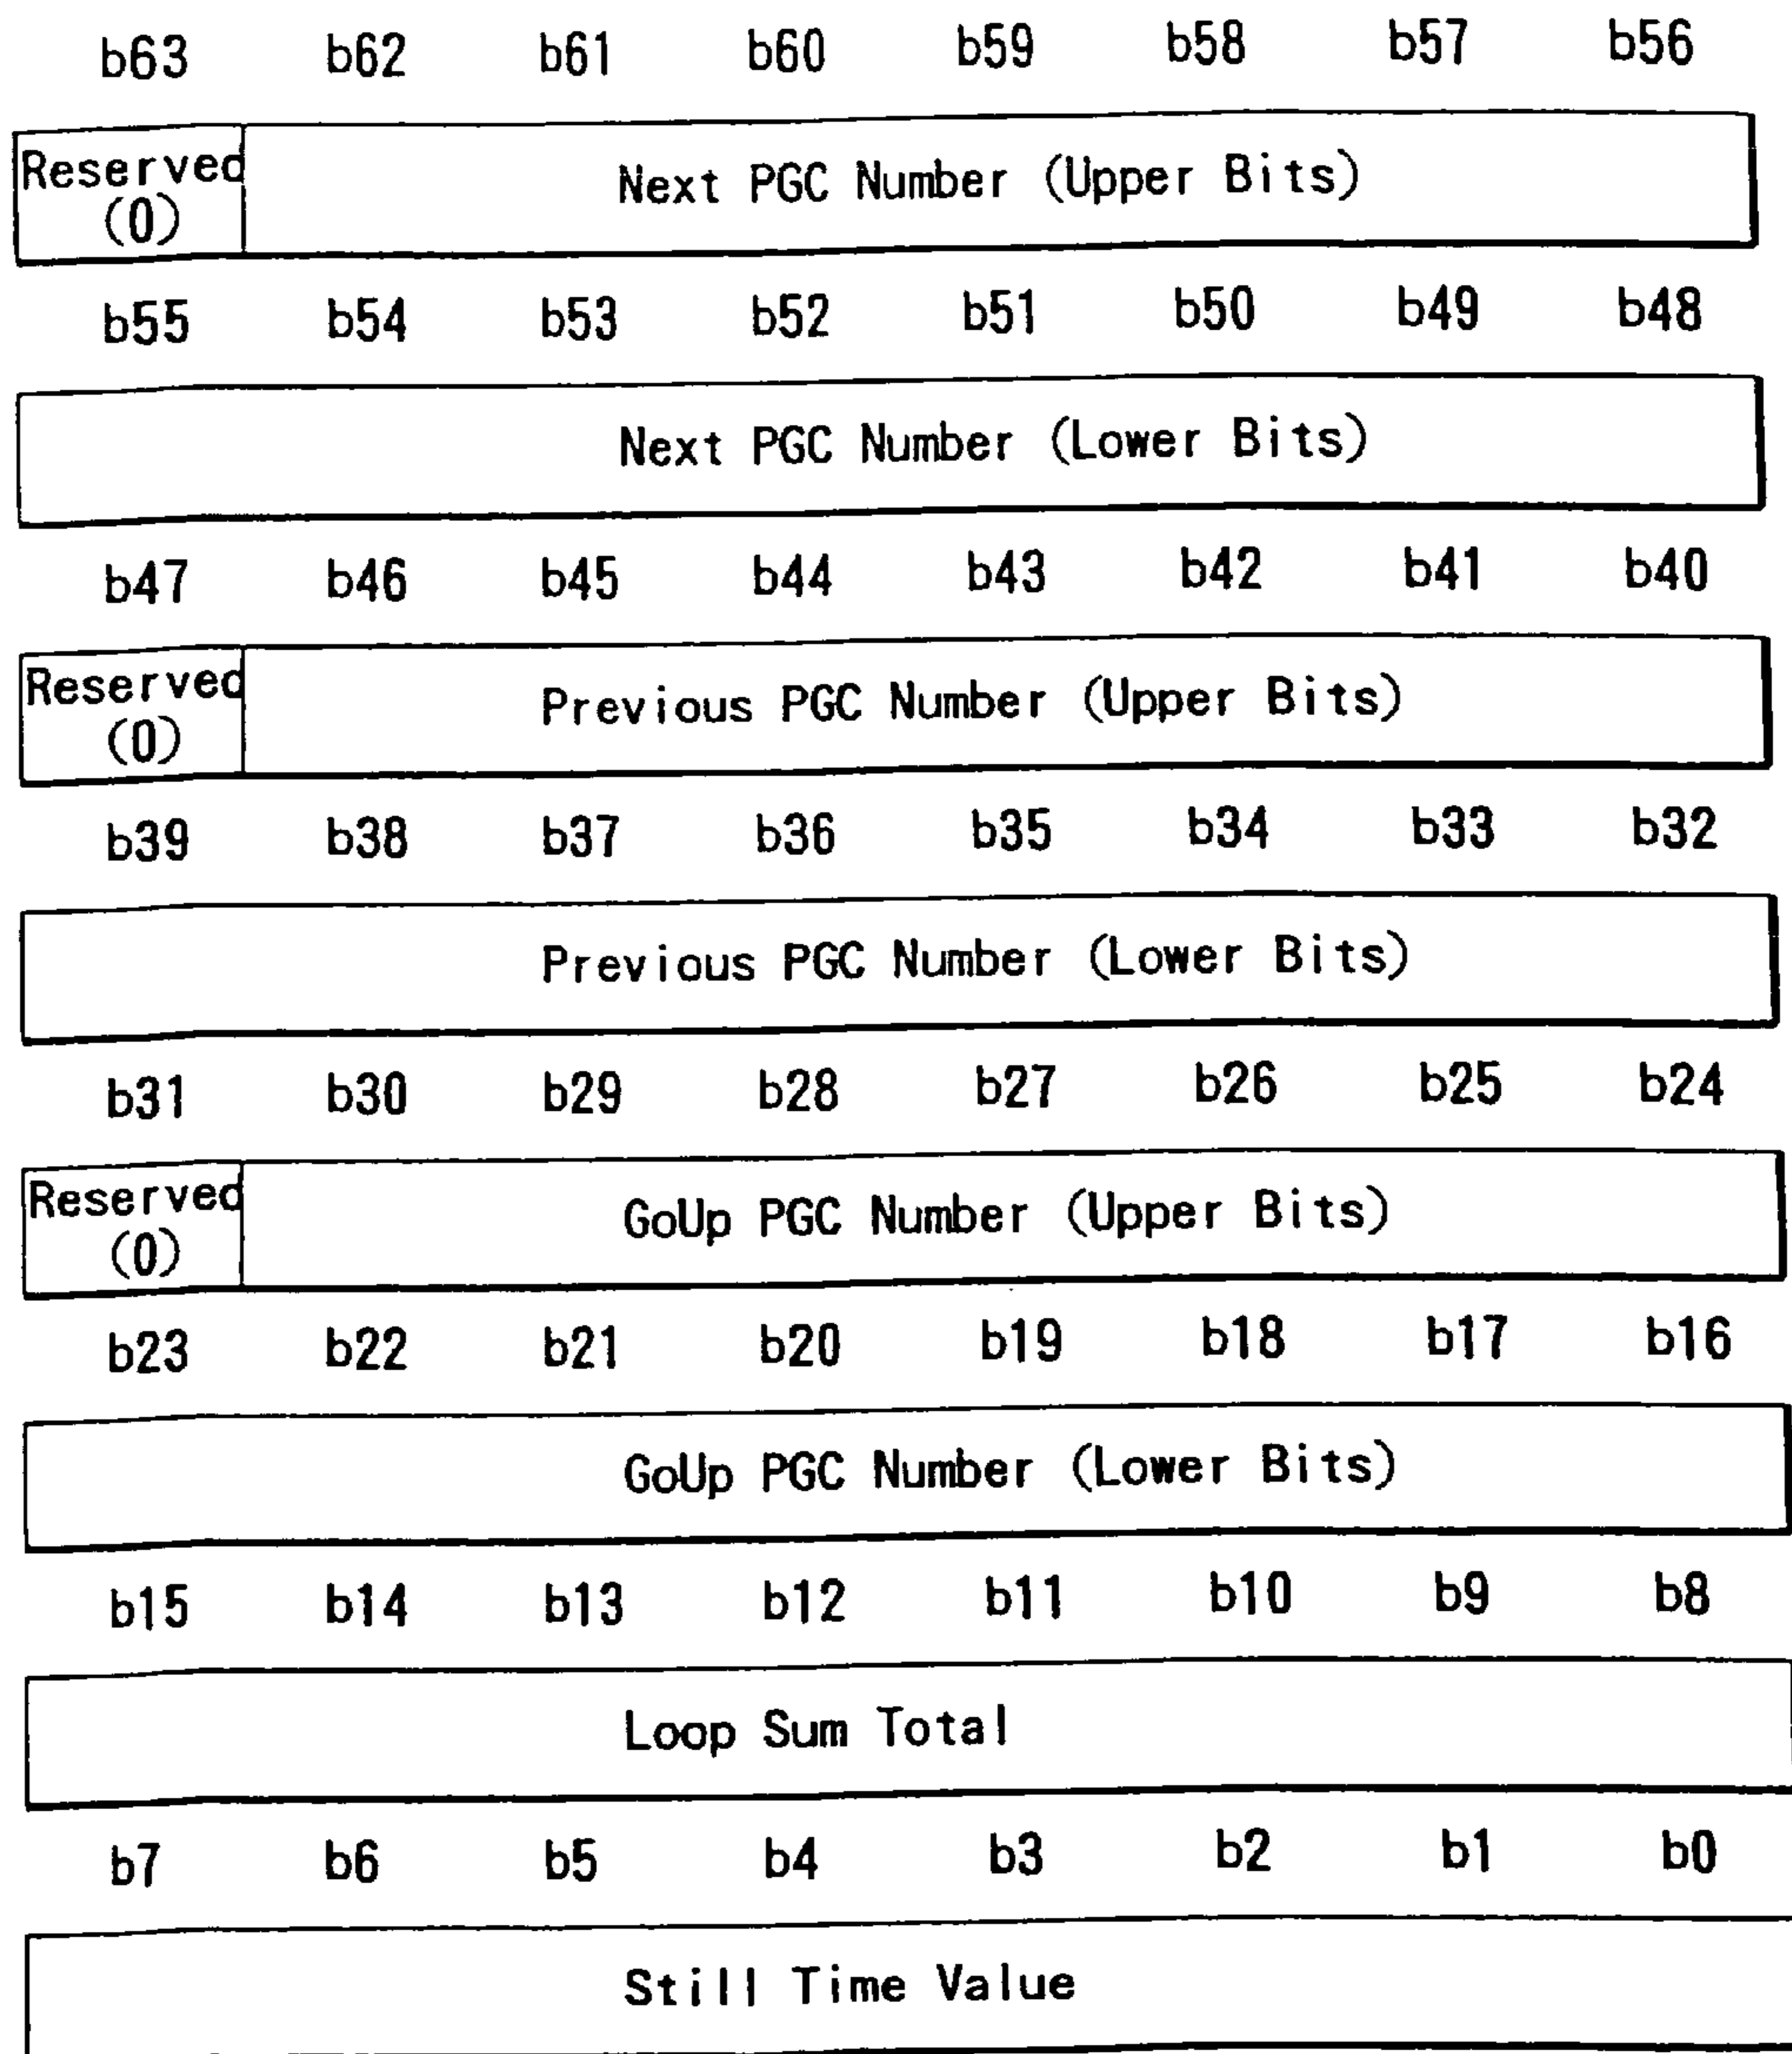 b63 b62 b61 b60 b59 b58 b57 b56
Reserved
(0)
Next PGC Number (Upper Bits)
b55 b54 b53 b52 b51 b50 b49 b48
Next PGC Number (Lower Bits)
b47 b46 b45 b44 b43 b42 b41 b40
Reserved
(0)
Previous PGC Number (Upper Bits)
b39 b38 b37 b36 b35 b34 b33 b32
Previous PGC Number (Lower Bits)
b31 b30 b29 b28 b27 b26 b25 b24
Reserved
(0)
GoUp PGC Number (Upper Bits)
b23 b22 b21 b20 b19 b18 b17 b16
GoUp PGC Number (Lower Bits)
b15 b14 b13 b12 b11 b10 b9 b8
Loop Sum Total
b7 b6 b5 b4 b3 b2 b1 b0
Still Time Value